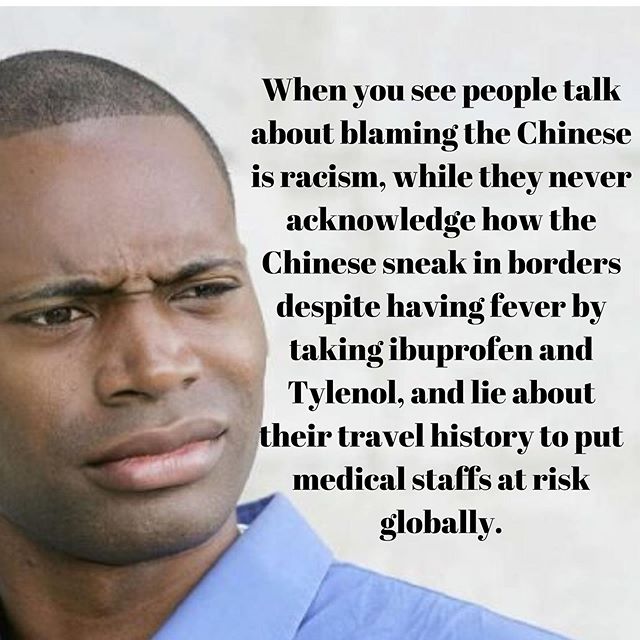 When you see people talk
about blaming the Chinese
is racism, while they never
acknowledge how the
Chinese sneak in borders
despite having fever by
taking ibuprofen and
Tylenol, and lie about
their travel history to put
medical staffs at risk
globally.